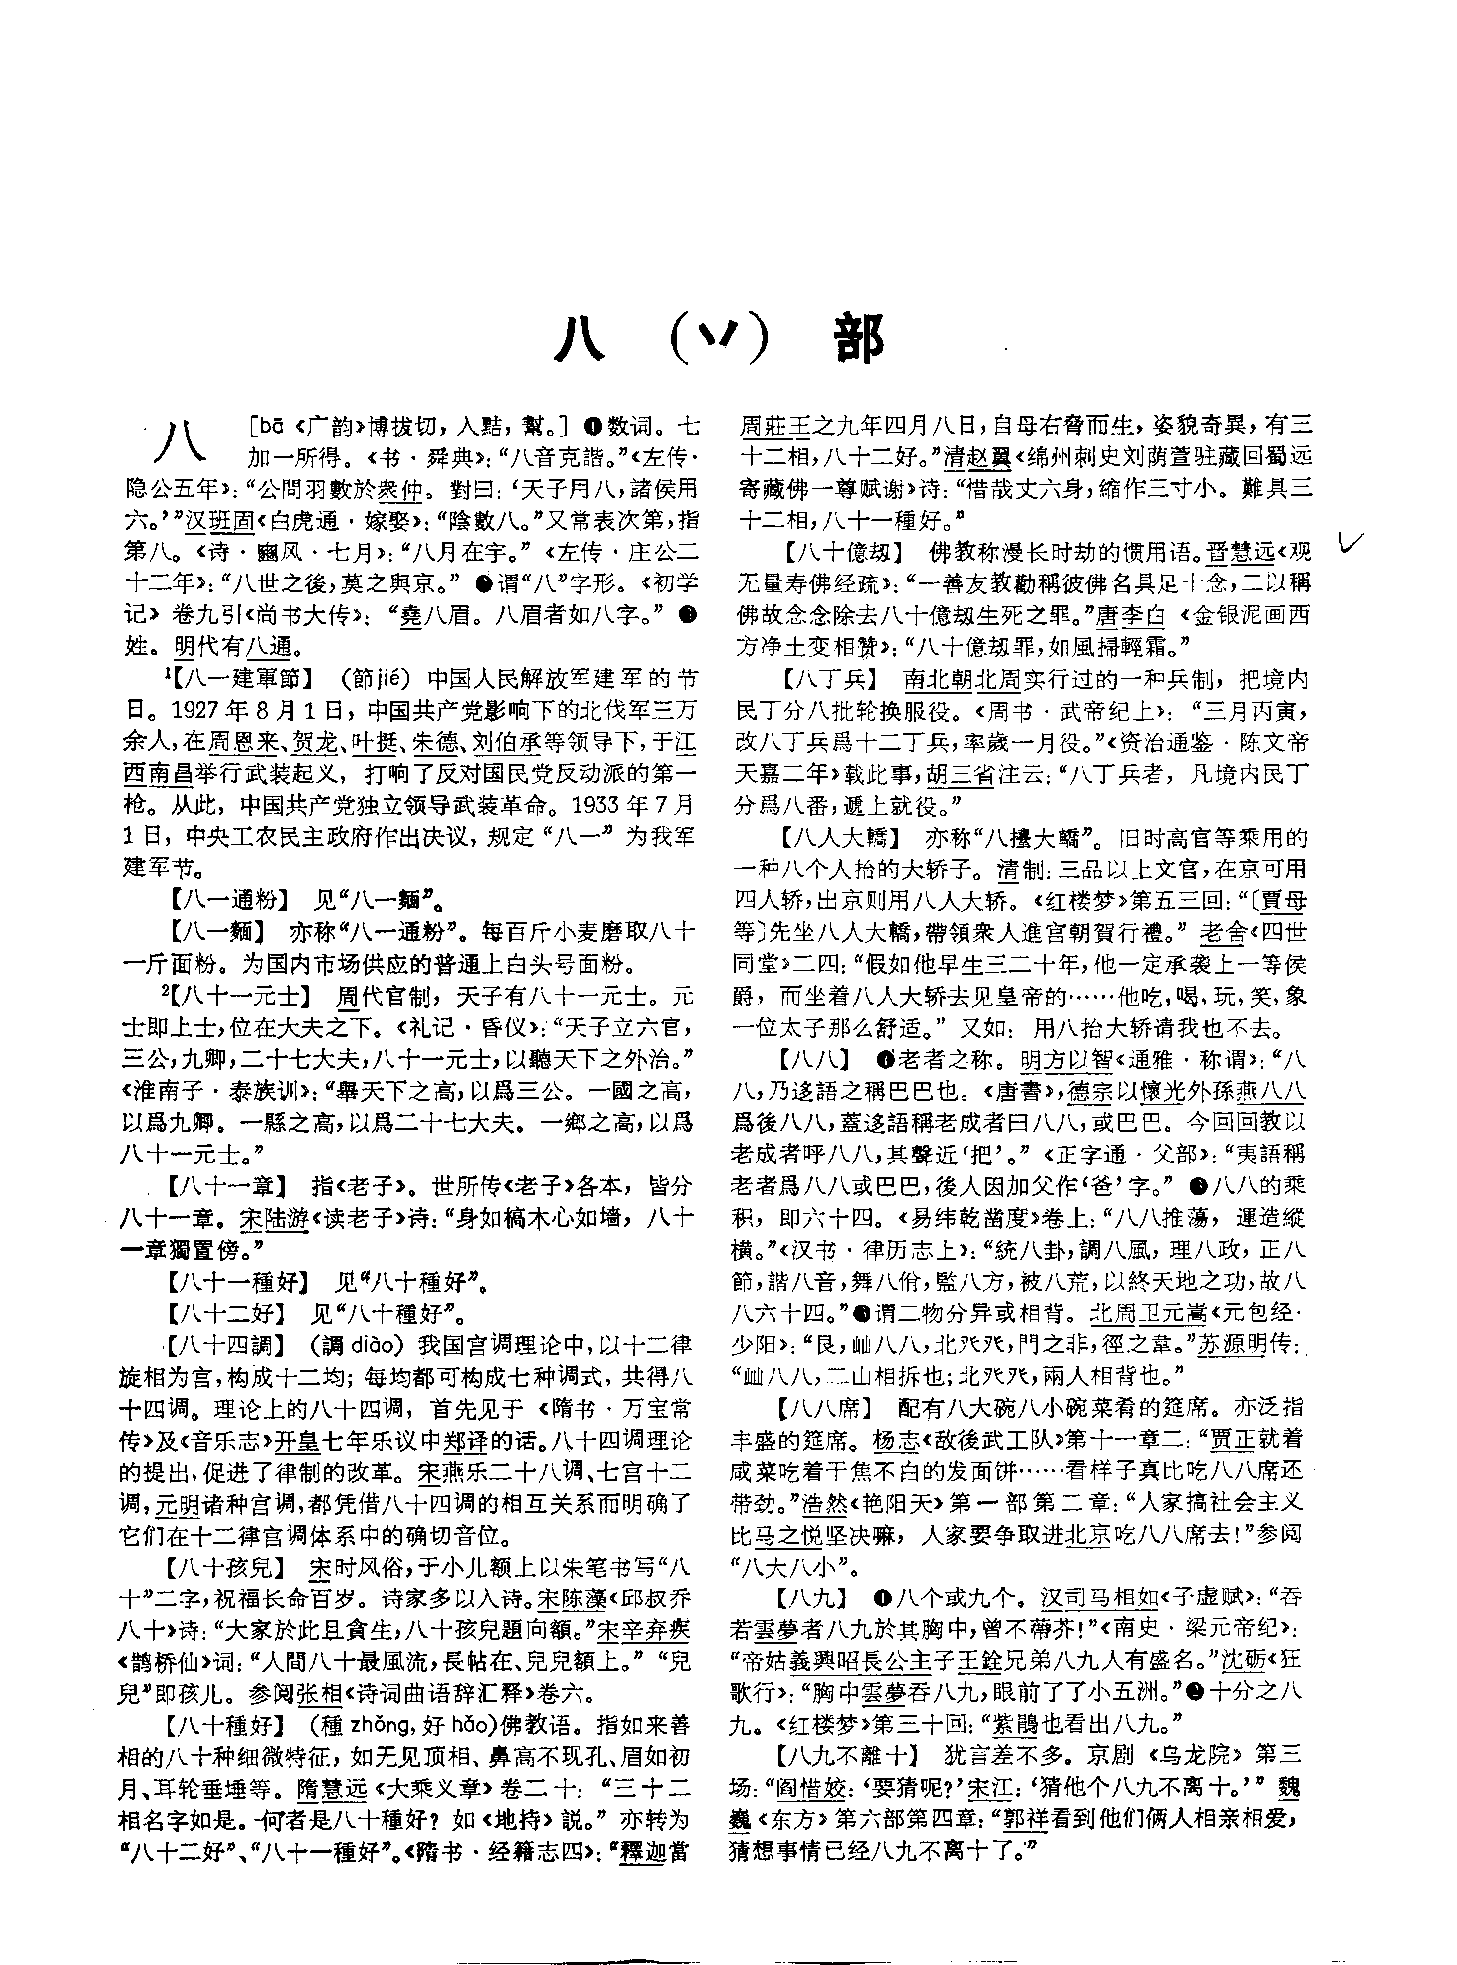 八 (丷) 部
八 [bā《广韵》博拔切，入黠，幫。] ❶数词。七
加一所得。《书·舜典》：“八音克諧。”《左传·
隐公五年》：“公問羽數於衆仲。對曰：‘天子用八，諸侯用
六。’”汉班固《白虎通·嫁娶》：“陰數八。”又常表次第，指
第八。《诗·豳风·七月》：“八月在宇。”《左传·庄公二
十二年》：“八世之後，莫之與京。” ❷谓“八”字形。《初学
记》卷九引《尚书大传》：“堯八眉。八眉者如八字。” ❸
姓。明代有八通。
¹【八一建軍節】 (節jié) 中国人民解放军建军的节
日。1927年8月1日，中国共产党影响下的北伐军三万
余人，在周恩来、贺龙、叶挺、朱德、刘伯承等领导下，于江
西南昌举行武装起义，打响了反对国民党反动派的第一
枪。从此，中国共产党独立领导武装革命。1933年7月
1日，中央工农民主政府作出决议，规定“八一”为我军
建军节。
【八一通粉】 见“八一麵”。
【八一麵】 亦称“八一通粉”。每百斤小麦磨取八十
一斤面粉。为国内市场供应的普通上白头号面粉。
²【八十一元士】 周代官制，天子有八十一元士。元
士即上士，位在大夫之下。《礼记·昏仪》：“天子立六官，
三公，九卿，二十七大夫，八十一元士，以聽天下之外治。”
《淮南子·泰族训》：“舉天下之高，以爲三公。一國之高，
以爲九卿。一縣之高，以爲二十七大夫。一鄉之高，以爲
八十一元士。”
【八十一章】 指《老子》。世所传《老子》各本，皆分
八十一章。宋陆游《读老子》诗：“身如槁木心如墙，八十
一章獨置傍。”
【八十一種好】 见“八十種好”。
【八十二好】 见“八十種好”。
【八十四調】 (調diào) 我国宫调理论中，以十二律
旋相为宫，构成十二均；每均都可构成七种调式，共得八
十四调。理论上的八十四调，首先见于《隋书·万宝常
传》及《音乐志》开皇七年乐议中郑译的话。八十四调理论
的提出，促进了律制的改革。宋燕乐二十八调、七宫十二
调，元明诸种宫调，都凭借八十四调的相互关系而明确了
它们在十二律宫调体系中的确切音位。
【八十孩兒】 宋时风俗，于小儿额上以朱笔书写“八
十”二字，祝福长命百岁。诗家多以入诗。宋陈藻《邱叔乔
八十》诗：“大家於此且貪生，八十孩兒題向額。”宋辛弃疾
《鹊桥仙》词：“人間八十最風流，長帖在、兒兒額上。”“兒
兒”即孩儿。参阅张相《诗词曲语辞汇释》卷六。
【八十種好】 (種zhǒng，好hǎo)佛教语。指如来善
相的八十种细微特征，如无见顶相、鼻高不现孔、眉如初
月、耳轮垂埵等。隋慧远《大乘义章》卷二十：“三十二
相名字如是。何者是八十種好？如《地持》説。”亦转为
“八十二好”、“八十一種好”。《隋书·经籍志四》：“釋迦當
周莊王之九年四月八日，自母右脅而生，姿貌奇異，有三
十二相，八十二好。”清赵翼《绵州刺史刘荫萱驻藏回蜀远
寄藏佛一尊赋谢》诗：“惜哉丈六身，縮作三寸小。難具三
十二相，八十一種好。”
【八十億劫】 佛教称漫长时劫的惯用语。晋慧远《观
无量寿佛经疏》：“一善友教勸稱彼佛名具足十念，二以稱
佛故念念除去八十億劫生死之罪。”唐李白《金银泥画西
方净土变相赞》：“八十億劫罪，如風掃輕霜。”
【八丁兵】 南北朝北周实行过的一种兵制，把境内
民丁分八批轮换服役。《周书·武帝纪上》：“三月丙寅，
改八丁兵爲十二丁兵，率歲一月役。”《资治通鉴·陈文帝
天嘉二年》载此事，胡三省注云：“八丁兵者，凡境内民丁
分爲八番，遞上就役。”
【八人大轎】 亦称“八擡大轎”。旧时高官等乘用的
一种八个人抬的大轿子。清制：三品以上文官，在京可用
四人轿，出京则用八人大轿。《红楼梦》第五三回：“〔賈母
等〕先坐八人大轎，帶領衆人進宫朝賀行禮。”老舍《四世
同堂》二四：“假如他早生三二十年，他一定承袭上一等侯
爵，而坐着八人大轿去见皇帝的……他吃，喝，玩，笑，象
一位太子那么舒适。”又如：用八抬大轿请我也不去。
【八八】 ❶老者之称。明方以智《通雅·称谓》：“八
八，乃迻語之稱巴巴也。《唐書》，德宗以懷光外孫燕八八
爲後八八，蓋迻語稱老成者曰八八，或巴巴。今回回教以
老成者呼八八，其聲近‘把’。”《正字通·父部》：“夷語稱
老者爲八八或巴巴，後人因加父作‘爸’字。” ❷八八的乘
积，即六十四。《易纬乾凿度》卷上：“八八推蕩，運造縱
横。”《汉书·律历志上》：“統八卦，調八風，理八政，正八
節，諧八音，舞八佾，監八方，被八荒，以終天地之功，故八
八六十四。”❸谓二物分异或相背。北周卫元嵩《元包经·
少阳》：“艮，屾八八，北癶癶，門之非，徑之韋。”苏源明传：
“屾八八，二山相拆也；北癶癶，兩人相背也。”
【八八席】 配有八大碗八小碗菜肴的筵席。亦泛指
丰盛的筵席。杨志《敌後武工队》第十一章二：“贾正就着
咸菜吃着干焦不白的发面饼……看样子真比吃八八席还
带劲。”浩然《艳阳天》第一部第二章：“人家搞社会主义
比马之悦坚决嘛，人家要争取进北京吃八八席去！”参阅
“八大八小”。
【八九】 ❶八个或九个。汉司马相如《子虚赋》：“吞
若雲夢者八九於其胸中，曾不蔕芥！”《南史·梁元帝纪》：
“帝姑義興昭長公主子王銓兄弟八九人有盛名。”沈砺《狂
歌行》：“胸中雲夢吞八九，眼前了了小五洲。”❷十分之八
九。《红楼梦》第三十回：“紫鹃也看出八九。”
【八九不離十】 犹言差不多。京剧《乌龙院》第三
场：“阎惜姣：‘要猜呢？’宋江：‘猜他个八九不离十。’”魏
巍《东方》第六部第四章：“郭祥看到他们俩人相亲相爱，
猜想事情已经八九不离十了。”